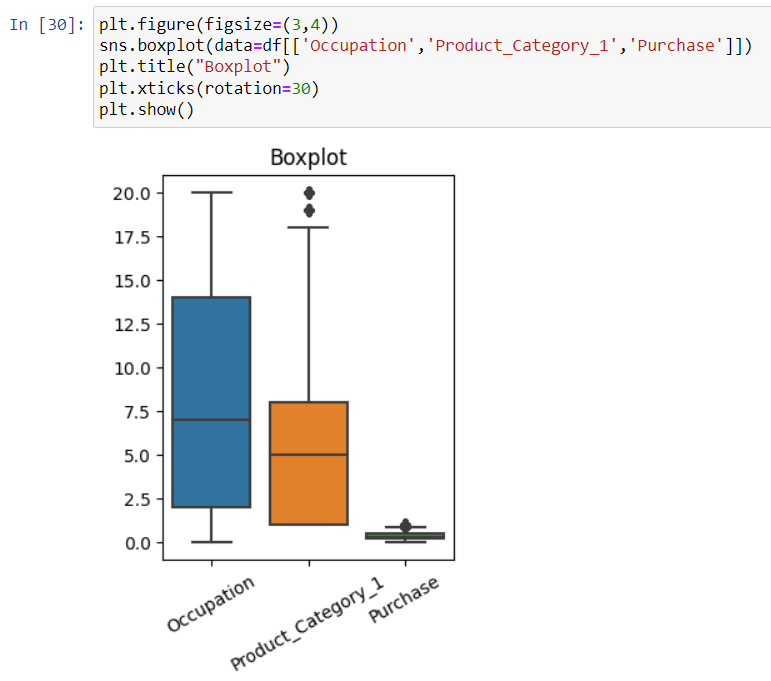 In [30]: plt.figure(figsize=(3,4))
sns.boxplot(data=df[['Occupation','Product_Category_1','Purchase']])
plt.title("Boxplot")
plt.xticks(rotation=30)
plt.show()
Boxplot
20.0
17.5
15.0
12.5
10.0
7.5
5.0
2.5
0.0
Occupation
Product_Category_1
Purchase